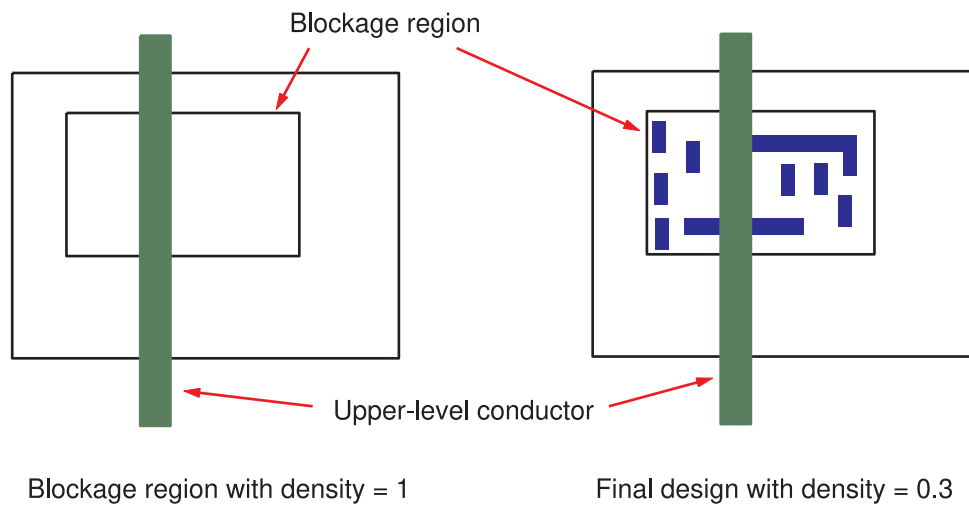 Blockage region
Upper-level conductor
Blockage region with density = 1
Final design with density = 0.3